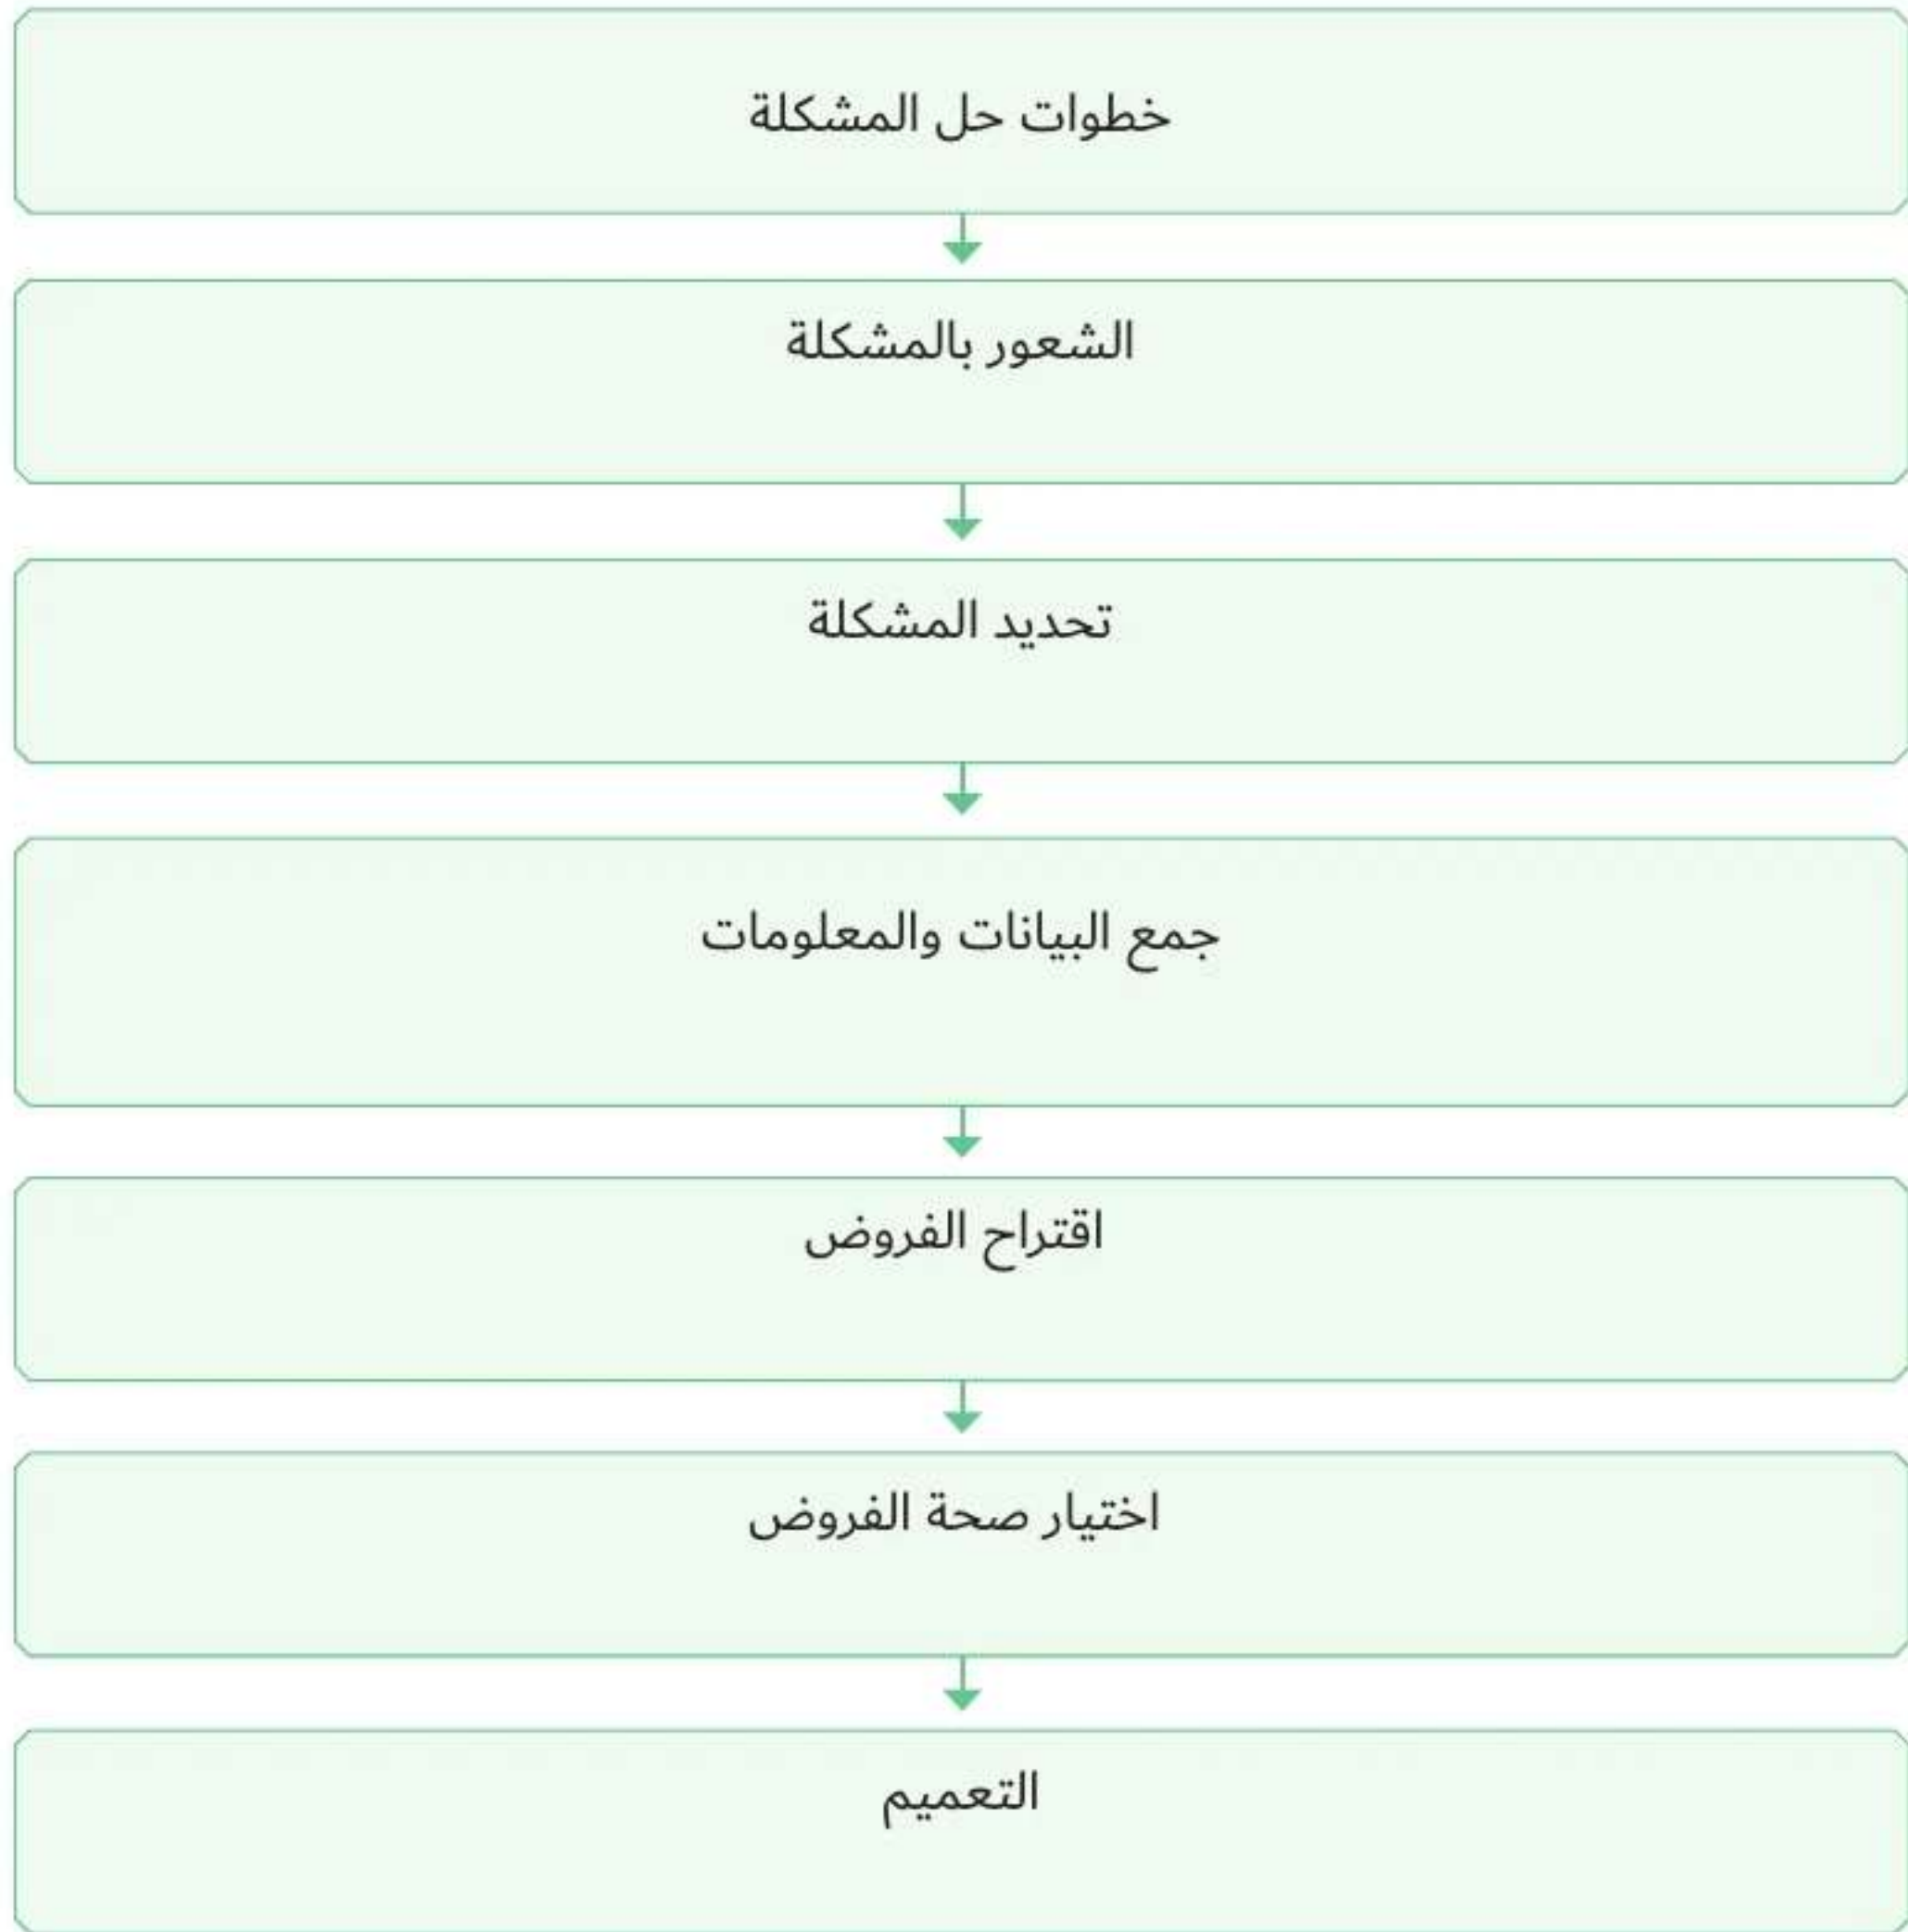 خطوات حل المشكلة
الشعور بالمشكلة
تحديد المشكلة
جمع البيانات والمعلومات
اقتراح الفروض
اختيار صحة الفروض
التعميم